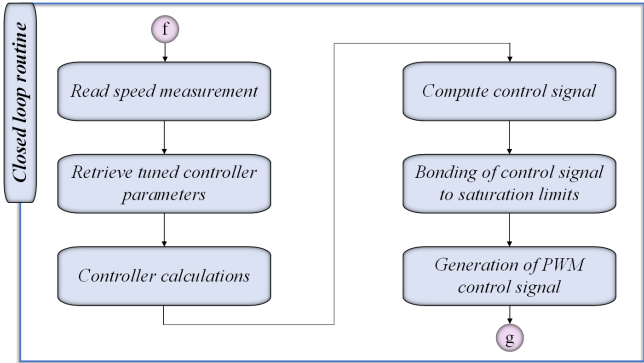 Closed loop routine
f
Read speed measurement
Retrieve tuned controller
parameters
Controller calculations
Compute control signal
Bonding of control signal
to saturation limits
Generation of PWM
control signal
g